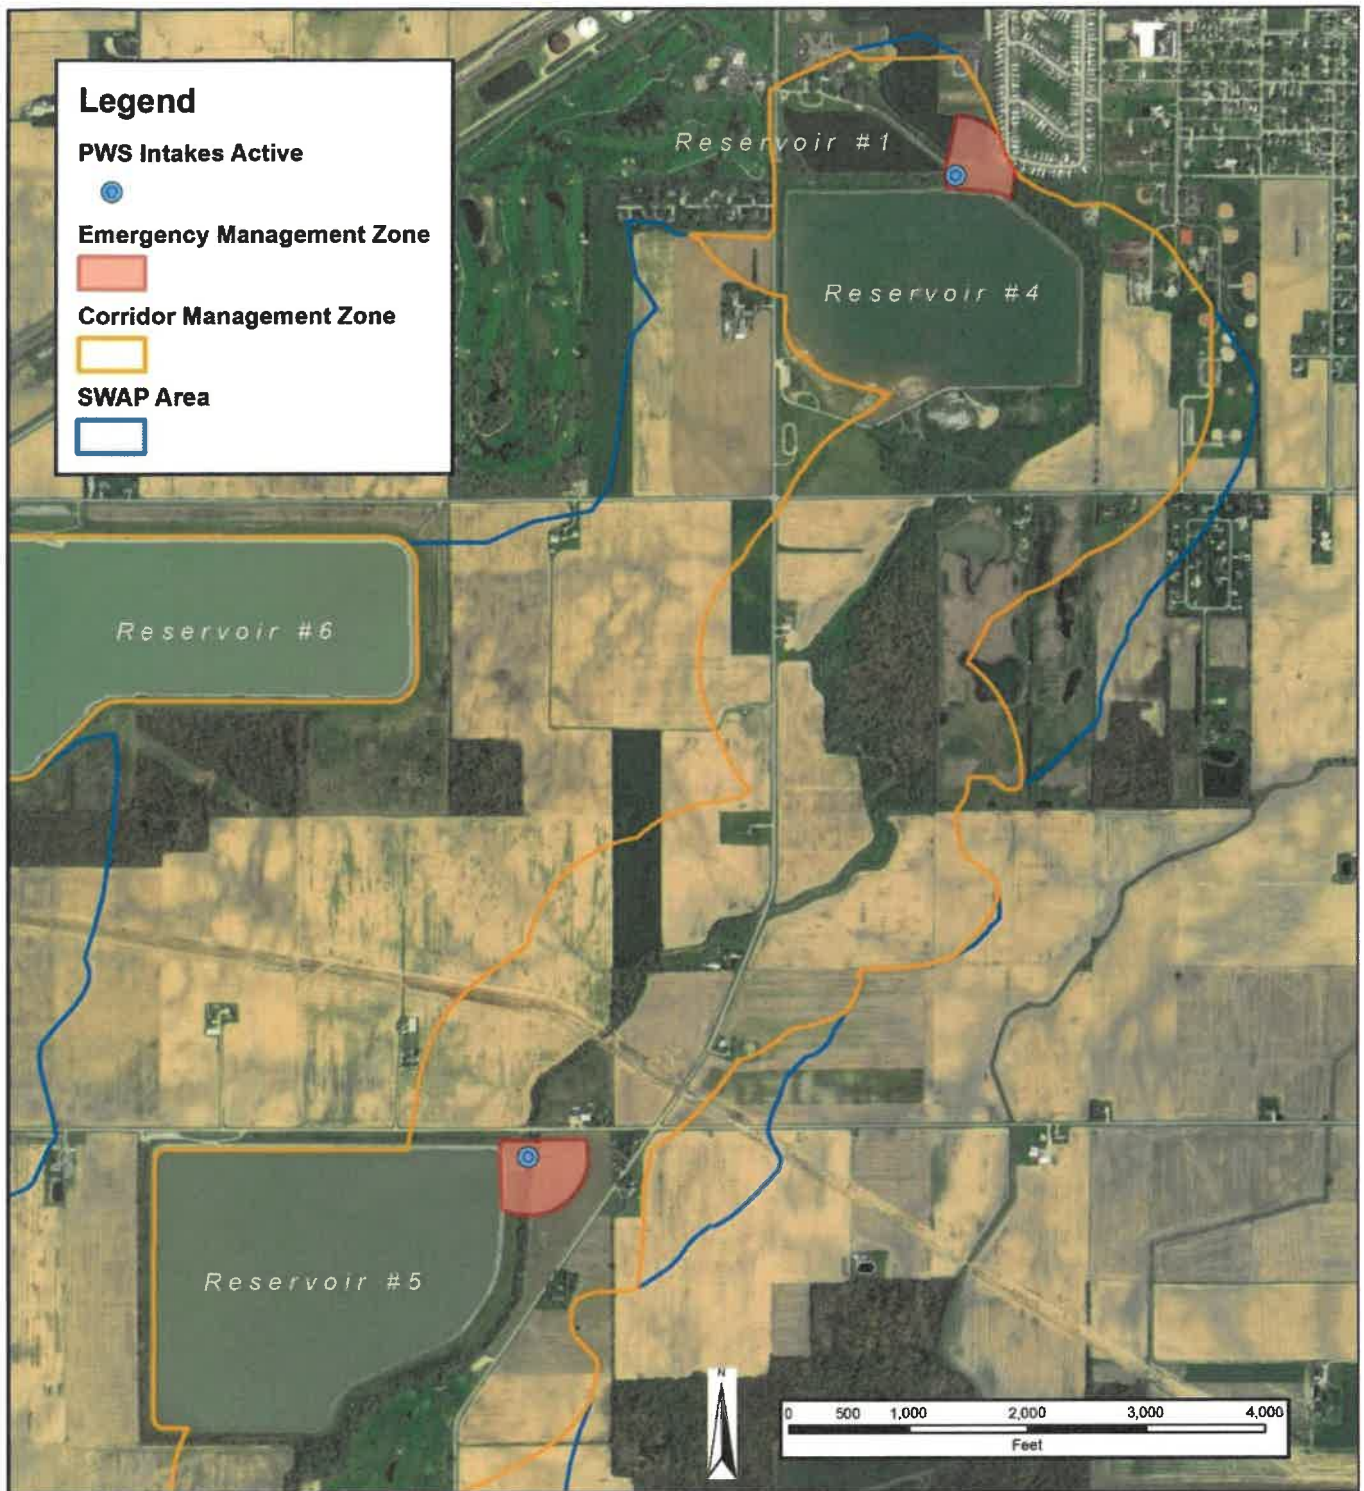 Legend
PWS Intakes Active
Emergency Management Zone
Corridor Management Zone
SWAP Area
Reservoir #1
Reservoir #4
Reservoir #6
Reservoir #5
N
0 500 1,000 2,000 3,000 4,000
Feet